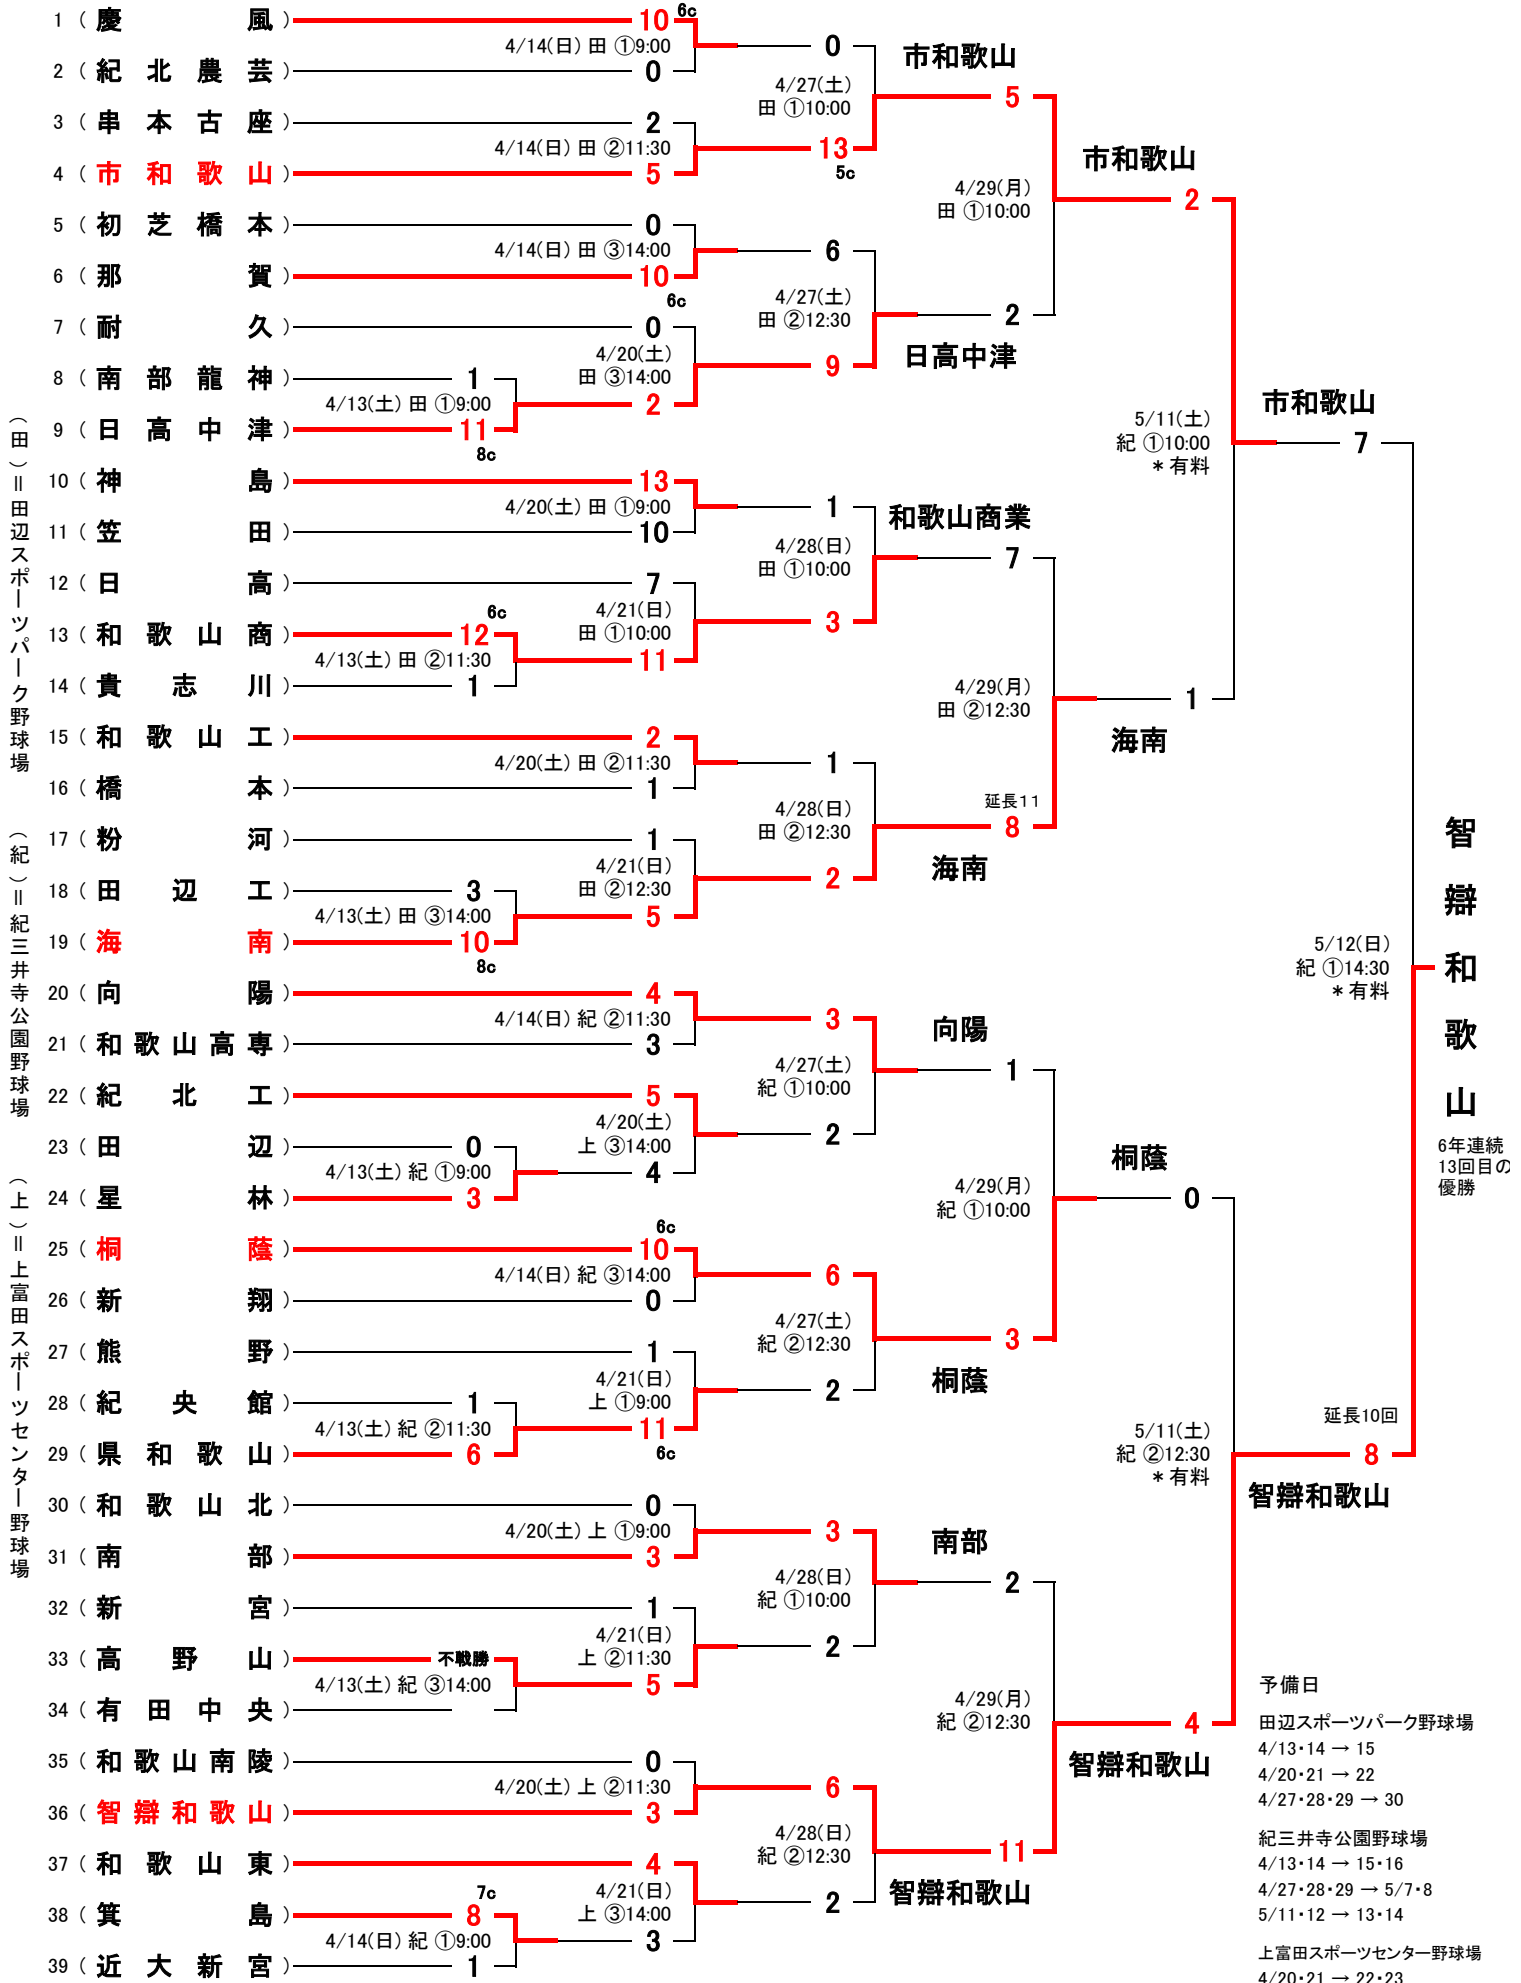 1 ( 慶風 ) 10 6c
4/14(日) 田 ①9:00
2 ( 紀北農芸 ) 0
0
市和歌山
4/27(土)
田 ①10:00
5
3 ( 串本古座 ) 2
4/14(日) 田 ②11:30
4 ( 市和歌山 ) 5
13
5c
市和歌山
4/29(月)
田 ①10:00
2
5 ( 初芝橋本 ) 0
4/14(日) 田 ③14:00
6 ( 那賀 ) 10
6c
6
4/27(土)
田 ②12:30
2
日高中津
7 ( 耐久 ) 0
4/20(土)
田 ③14:00
9
8 ( 南部龍神 ) 1
4/13(土) 田 ①9:00
2
9 ( 日高中津 ) 11
8c
市和歌山
5/11(土)
紀 ①10:00
*有料
7
10 ( 神島 ) 13
4/20(土) 田 ①9:00
11 ( 笠田 ) 10
1
和歌山商業
4/28(日)
田 ①10:00
7
12 ( 日高 ) 7
4/21(日)
田 ①10:00
3
6c
13 ( 和歌山商 ) 12
4/13(土) 田 ②11:30
11
14 ( 貴志川 ) 1
4/29(月)
田 ②12:30
1
海南
15 ( 和歌山工 ) 2
4/20(土) 田 ②11:30
16 ( 橋本 ) 1
1
4/28(日)
田 ②12:30
延長11
8
海南
17 ( 粉河 ) 1
4/21(日)
田 ②12:30
2
18 ( 田辺工 ) 3
4/13(土) 田 ③14:00
5
19 ( 海南 ) 10
8c
5/12(日)
紀 ①14:30
*有料
智辯和歌山
6年連続
13回目の
優勝
20 ( 向陽 ) 4
4/14(日) 紀 ②11:30
21 ( 和歌山高専 ) 3
3
向陽
4/27(土)
紀 ①10:00
1
22 ( 紀北工 ) 5
4/20(土)
上 ③14:00
2
23 ( 田辺 ) 0
4/13(土) 紀 ①9:00
4
24 ( 星林 ) 3
桐蔭
4/29(月)
紀 ①10:00
0
6c
25 ( 桐蔭 ) 10
4/14(日) 紀 ③14:00
26 ( 新翔 ) 0
6
4/27(土)
紀 ②12:30
3
桐蔭
27 ( 熊野 ) 1
4/21(日)
上 ①9:00
2
28 ( 紀央館 ) 1
4/13(土) 紀 ②11:30
11
6c
29 ( 県和歌山 ) 6
5/11(土)
紀 ②12:30
*有料
延長10回
8
智辯和歌山
30 ( 和歌山北 ) 0
4/20(土) 上 ①9:00
31 ( 南部 ) 3
3
南部
4/28(日)
紀 ①10:00
2
32 ( 新宮 ) 1
4/21(日)
上 ②11:30
2
33 ( 高野山 ) 不戦勝
4/13(土) 紀 ③14:00
5
34 ( 有田中央 )
4/29(月)
紀 ②12:30
4
智辯和歌山
35 ( 和歌山南陵 ) 0
4/20(土) 上 ②11:30
36 ( 智辯和歌山 ) 3
6
4/28(日)
紀 ②12:30
11
智辯和歌山
37 ( 和歌山東 ) 4
4/21(日)
上 ③14:00
2
7c
38 ( 箕島 ) 8
4/14(日) 紀 ①9:00
3
39 ( 近大新宮 ) 1
(田)=田辺スポーツパーク野球場
(紀)=紀三井寺公園野球場
(上)=上富田スポーツセンター野球場
予備日
田辺スポーツパーク野球場
4/13・14 → 15
4/20・21 → 22
4/27・28・29 → 30
紀三井寺公園野球場
4/13・14 → 15・16
4/27・28・29 → 5/7・8
5/11・12 → 13・14
上富田スポーツセンター野球場
4/20・21 → 22・23